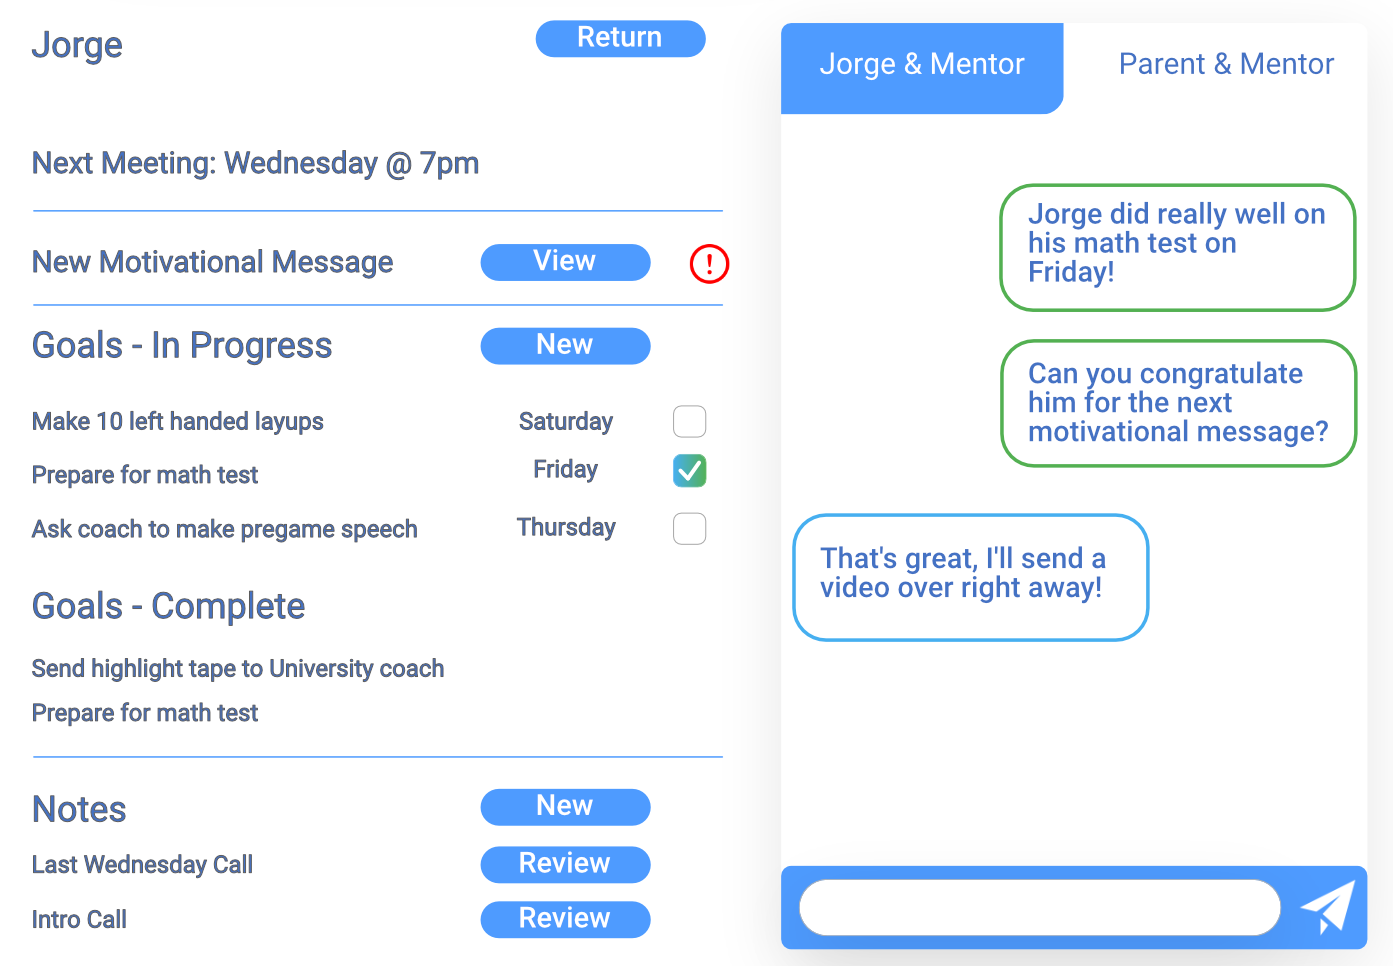 Jorge
Return
Next Meeting: Wednesday @ 7pm
New Motivational Message
View
!
Goals - In Progress
New
Make 10 left handed layups
Saturday
Prepare for math test
Friday
Ask coach to make pregame speech
Thursday
Goals - Complete
Send highlight tape to University coach
Prepare for math test
Notes
New
Last Wednesday Call
Review
Intro Call
Review
Jorge & Mentor
Parent & Mentor
Jorge did really well on
his math test on
Friday!
Can you congratulate
him for the next
motivational message?
That's great, I'll send a
video over right away!